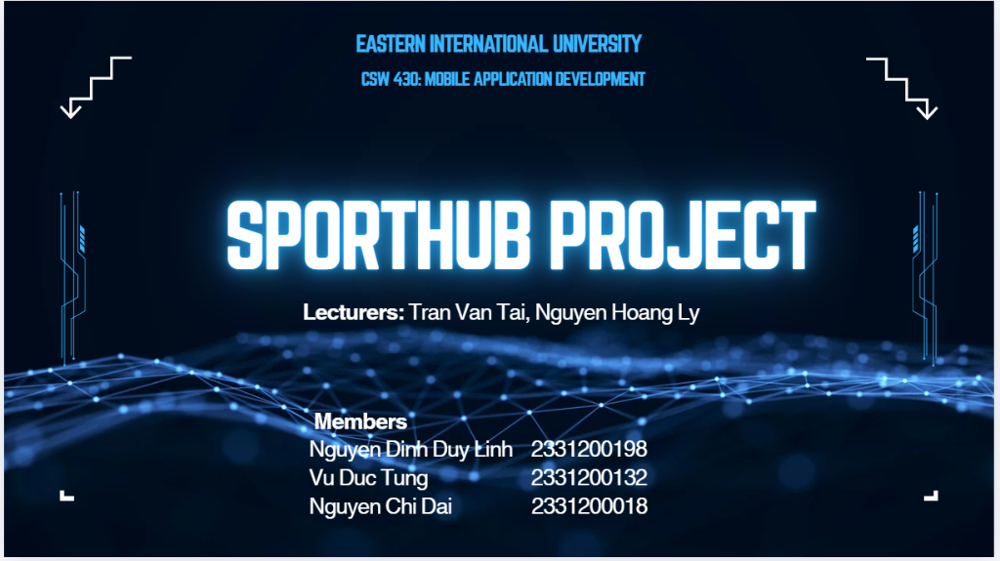 EASTERN INTERNATIONAL UNIVERSITY
CSW 430: MOBILE APPLICATION DEVELOPMENT
SPORTHUB PROJECT
Lecturers: Tran Van Tai, Nguyen Hoang Ly
Members
Nguyen Dinh Duy Linh 2331200198
Vu Duc Tung 2331200132
Nguyen Chi Dai 2331200018